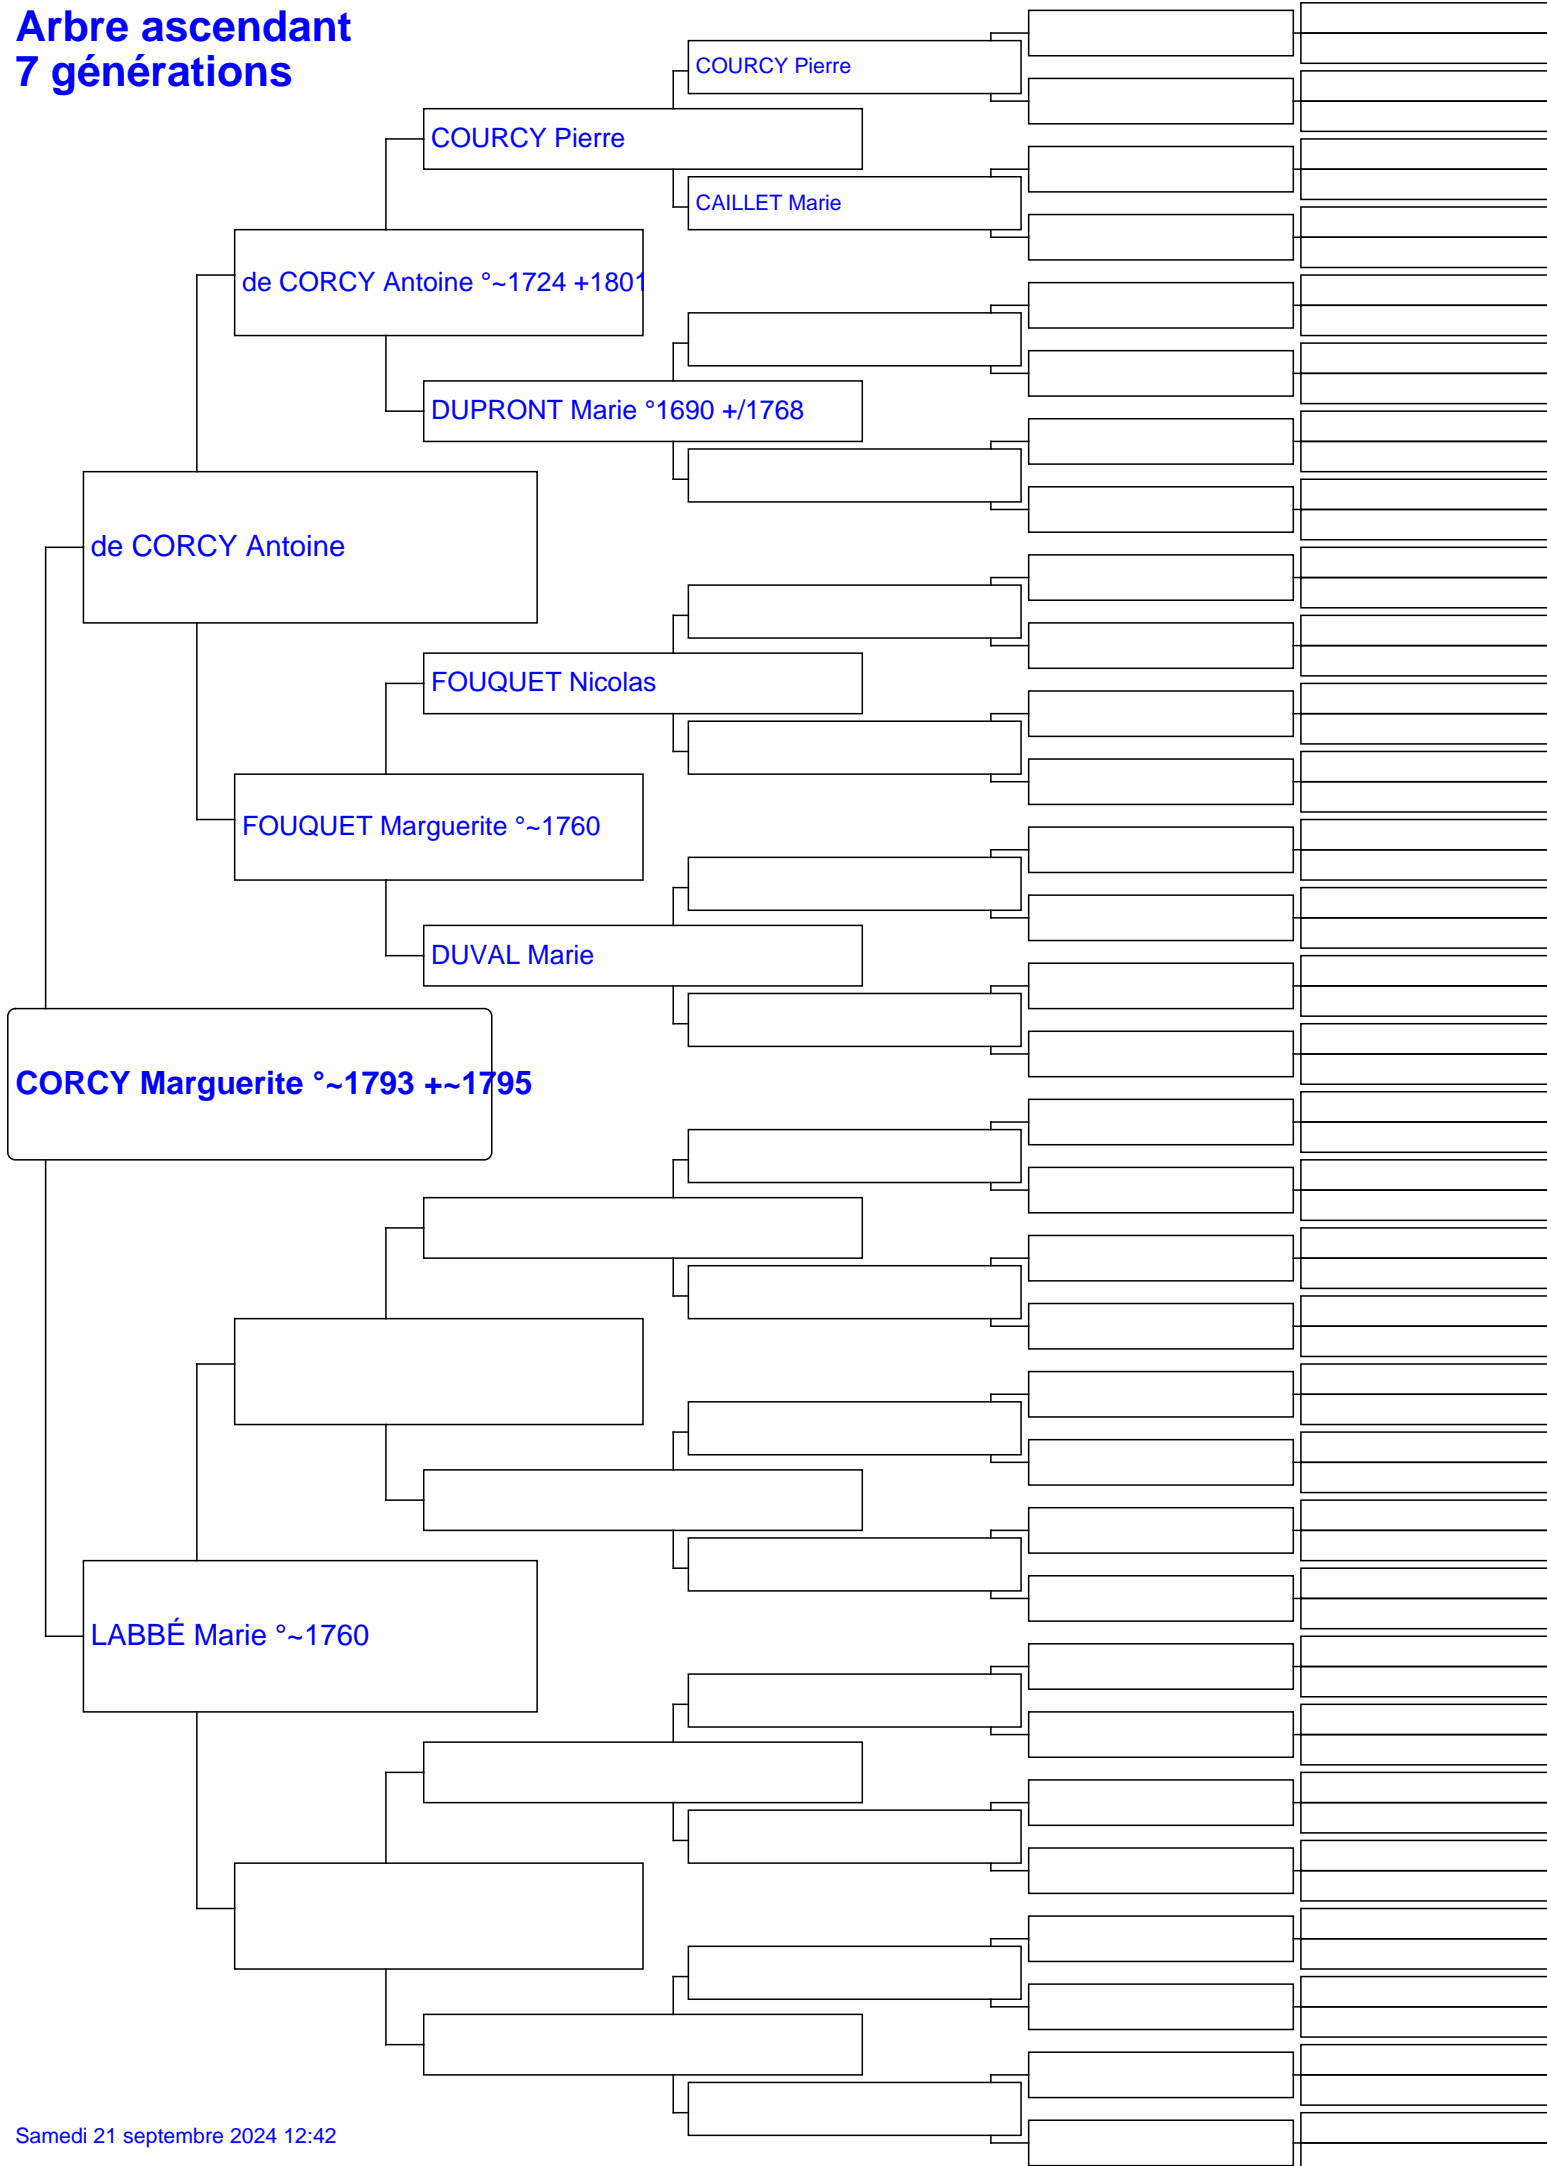 Arbre ascendant
7 générations
COURCY Pierre
COURCY Pierre
CAILLET Marie
de CORCY Antoine °~1724 +1801
DUPRONT Marie °1690 +/1768
de CORCY Antoine
FOUQUET Nicolas
FOUQUET Marguerite °~1760
DUVAL Marie
CORCY Marguerite °~1793 +~1795
LABBÉ Marie °~1760
Samedi 21 septembre 2024 12:42